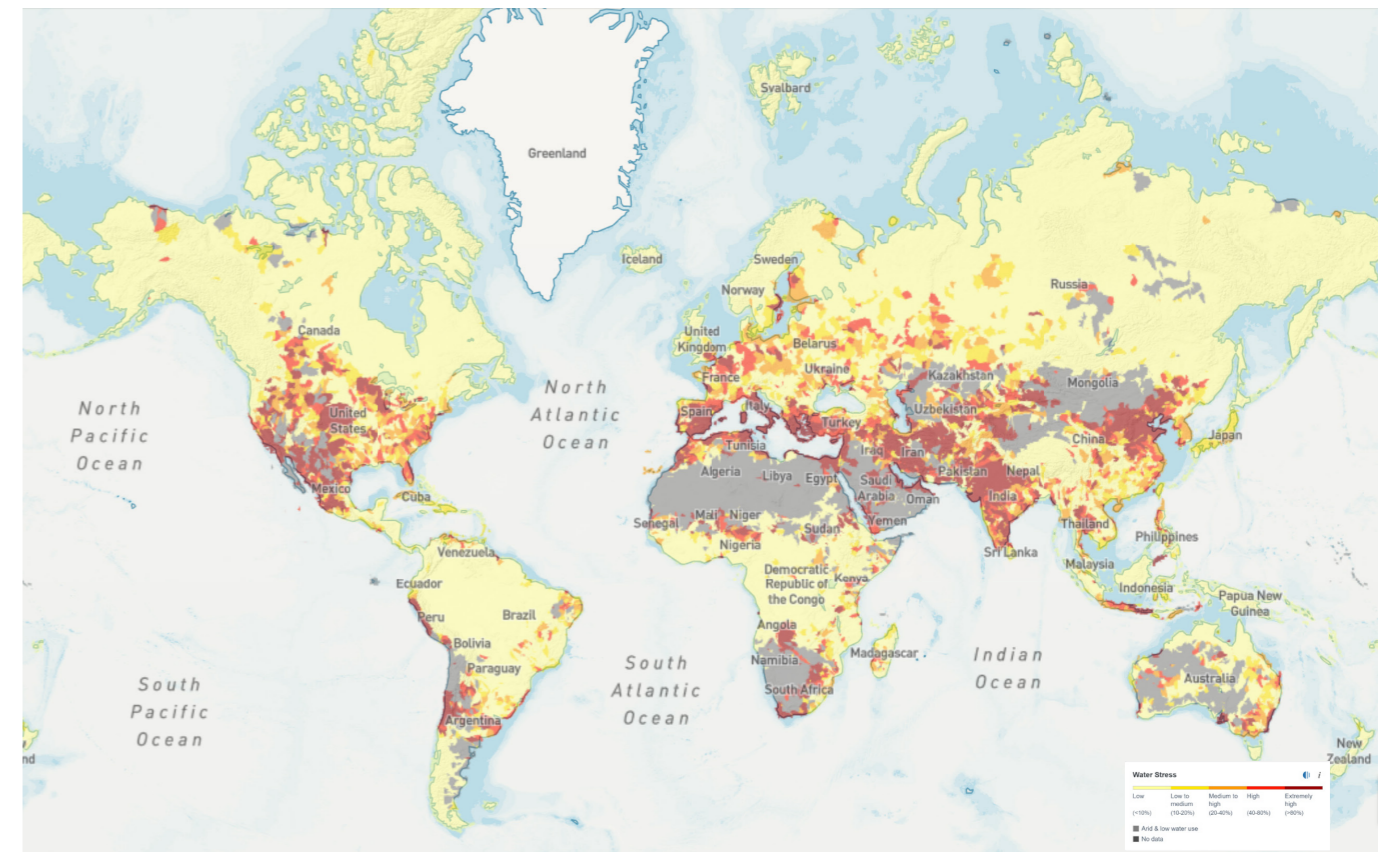 Svalbard
Greenland
Iceland
Sweden
Norway
Russia
Canada
United
Kingdom
Belarus
Ukraine
France
Kazakhstan
Mongolia
North
Pacific
Ocean
North
Atlantic
Ocean
United
States
Spain
Italy
Uzbekistan
Turkey
China
Japan
Tunisia
Iraq
Iran
Algeria
Libya
Egypt
Saudi
Arabia
Pakistan
Nepal
Mexico
Cuba
Oman
India
Senegal
Mali
Niger
Sudan
Yemen
Thailand
Philippines
Nigeria
Venezuela
Sri Lanka
Malaysia
Ecuador
Democratic
Republic of
the Congo
Kenya
Indonesia
Papua New
Guinea
Peru
Brazil
Angola
Bolivia
Paraguay
Namibia
Madagascar
South
Atlantic
Ocean
Indian
Ocean
South
Pacific
Ocean
South Africa
Australia
Argentina
New
Zealand
nd
Water Stress
i
Low
(<10%)
Low to
medium
(10-20%)
Medium to
high
(20-40%)
High
(40-80%)
Extremely
high
(>80%)
Arid & low water use
No data